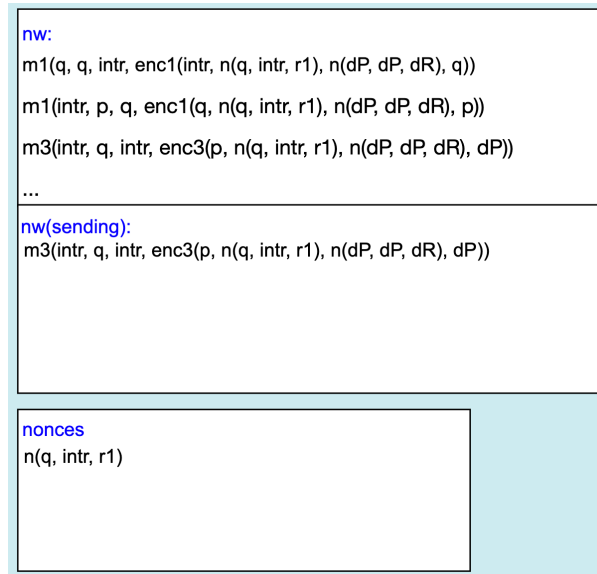 nw:
m1(q, q, intr, enc1(intr, n(q, intr, r1), n(dP, dP, dR), q))
m1(intr, p, q, enc1(q, n(q, intr, r1), n(dP, dP, dR), p))
m3(intr, q, intr, enc3(p, n(q, intr, r1), n(dP, dP, dR), dP))
...
nw(sending):
m3(intr, q, intr, enc3(p, n(q, intr, r1), n(dP, dP, dR), dP))
nonces
n(q, intr, r1)